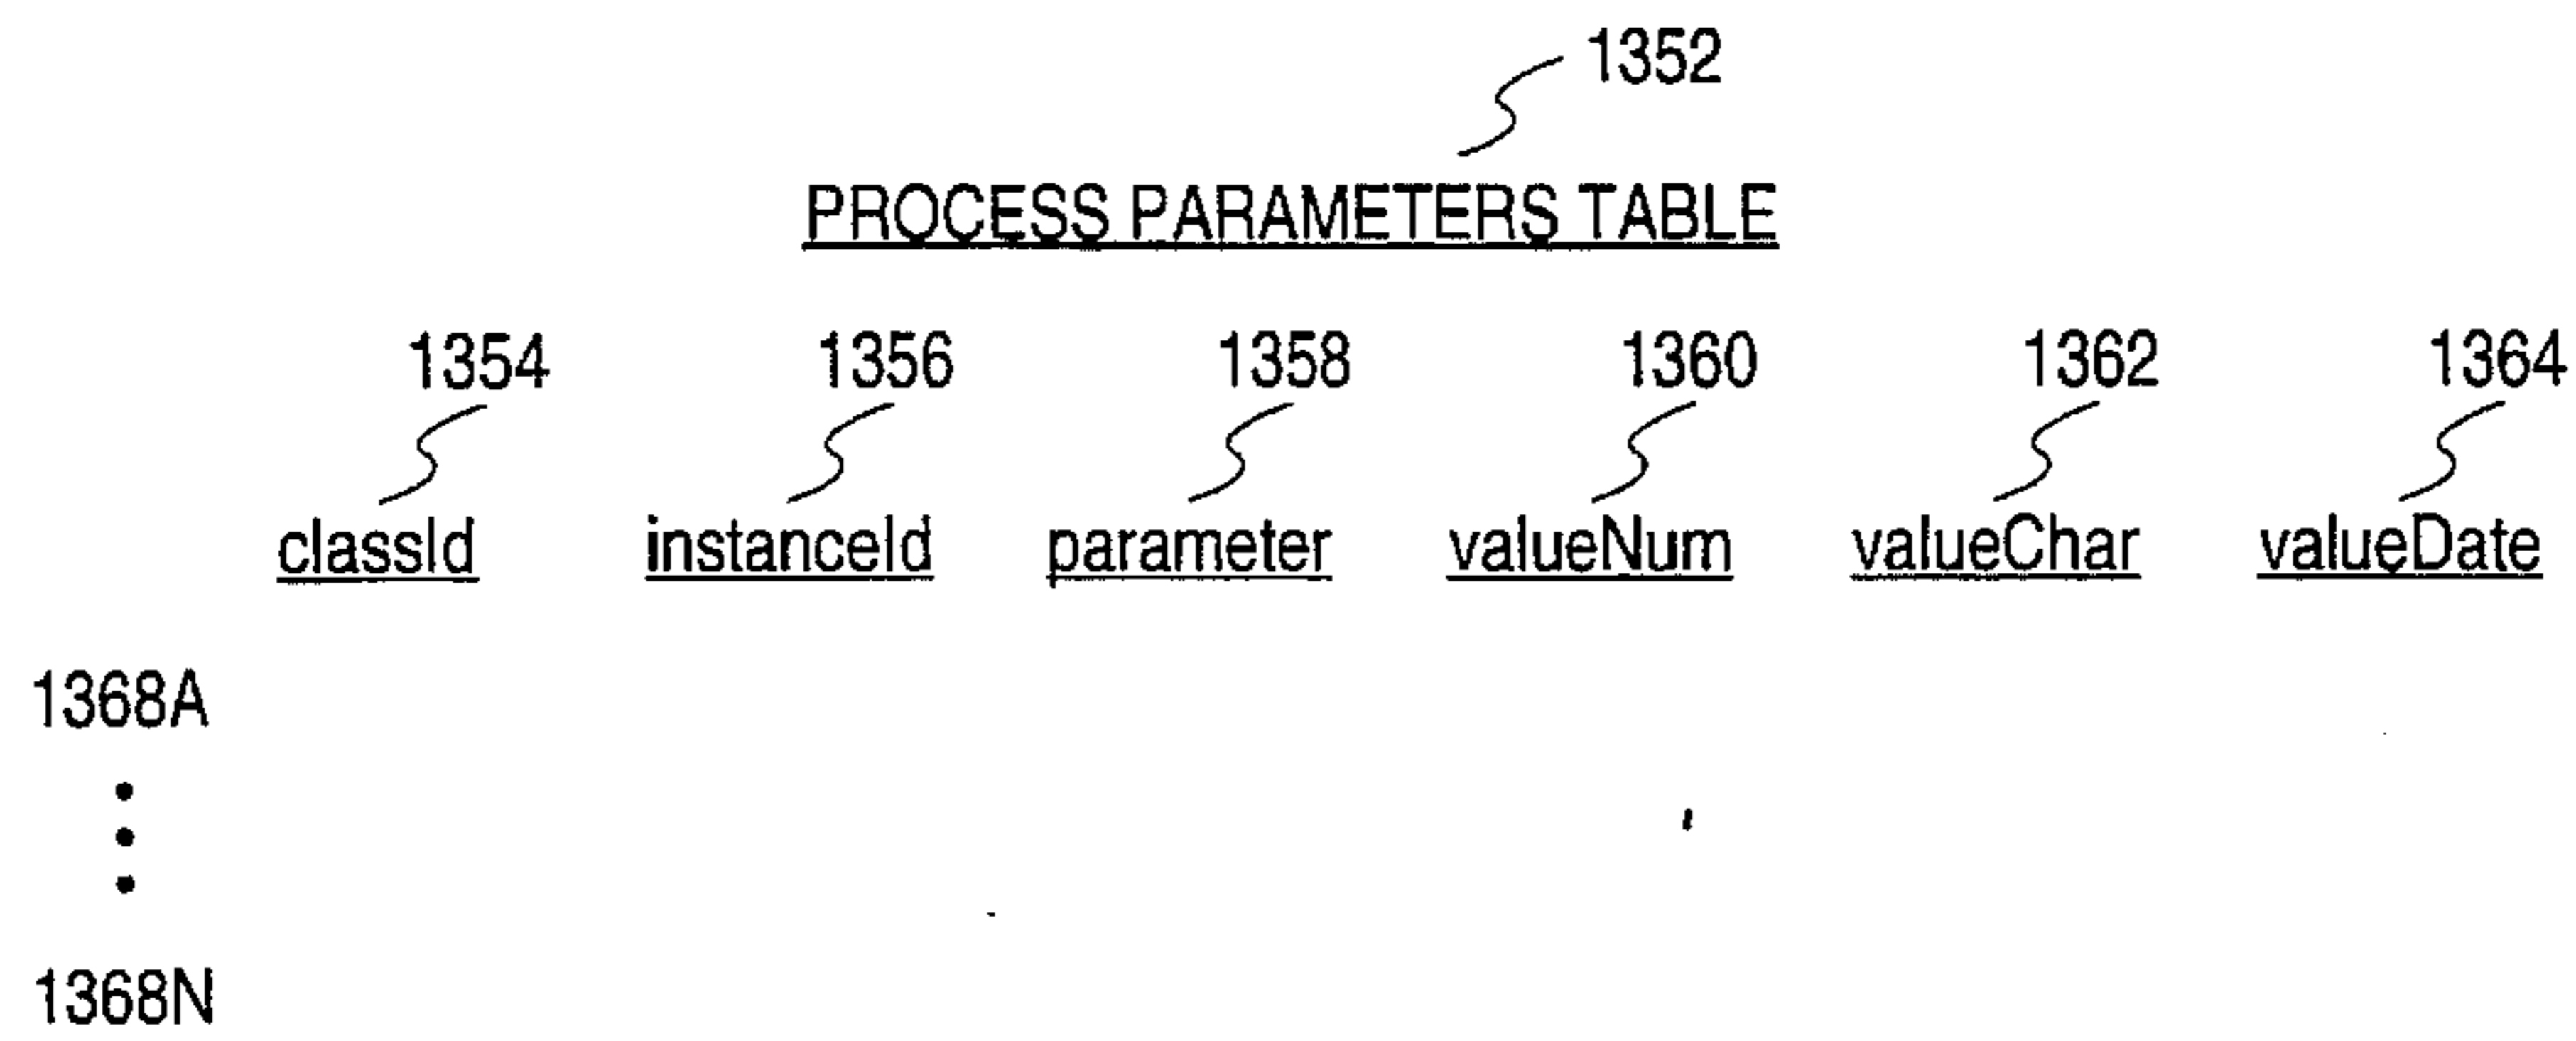 1352
PROCESS PARAMETERS TABLE
1354 1356 1358 1360 1362 1364
classId instanceId parameter valueNum valueChar valueDate
1368A
1368N